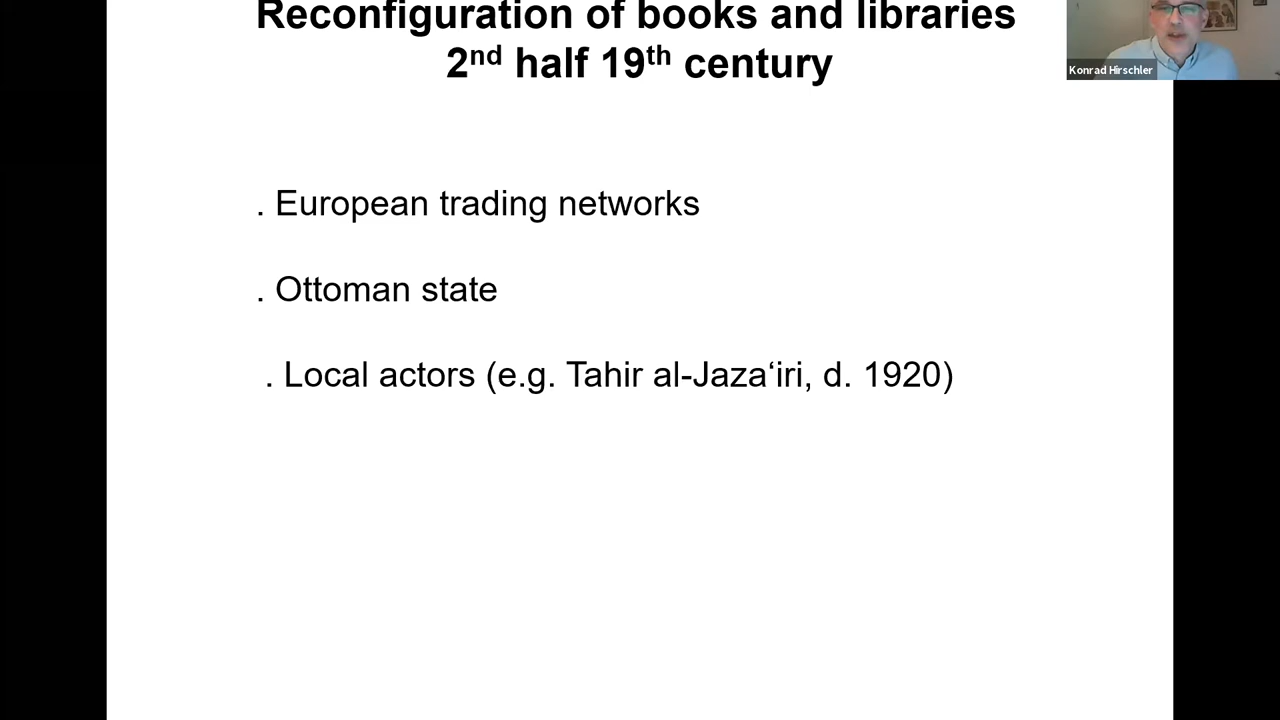 Reconfiguration of books and libraries
2nd half 19th century
Konrad Hirschler
. European trading networks
. Ottoman state
. Local actors (e.g. Tahir al-Jaza‘iri, d. 1920)